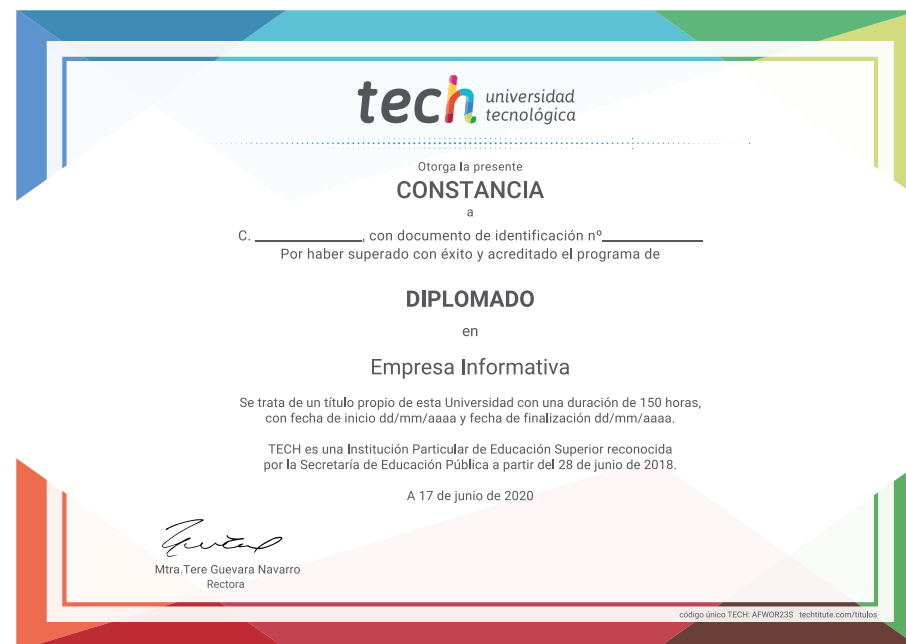 tech universidad
tecnológica
Otorga la presente
CONSTANCIA
a
C. ____________, con documento de identificación nº____________
Por haber superado con éxito y acreditado el programa de
DIPLOMADO
en
Empresa Informativa
Se trata de un título propio de esta Universidad con una duración de 150 horas,
con fecha de inicio dd/mm/aaaa y fecha de finalización dd/mm/aaaa.
TECH es una Institución Particular de Educación Superior reconocida
por la Secretaría de Educación Pública a partir del 28 de junio de 2018.
A 17 de junio de 2020
Mtra.Tere Guevara Navarro
Rectora
código único TECH: AFWOR23S techtitute.com/titulos